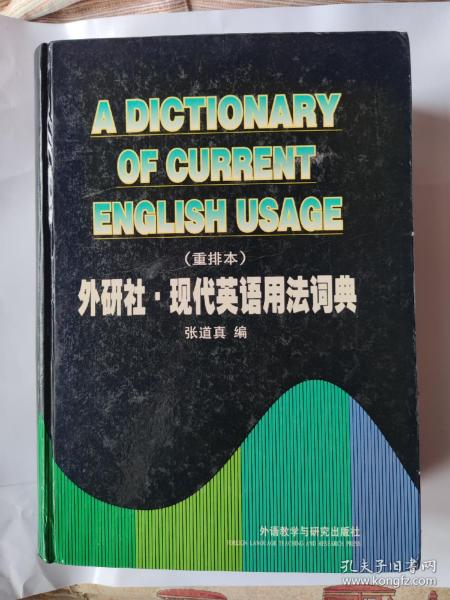 A DICTIONARY
OF CURRENT
ENGLISH USAGE
（重排本）
外研社·现代英语用法词典
张道真 编
外语教学与研究出版社
FOREIGN LANGUAGE TEACHING AND RESEARCH PRESS
孔夫子旧书网
www.kongfz.com